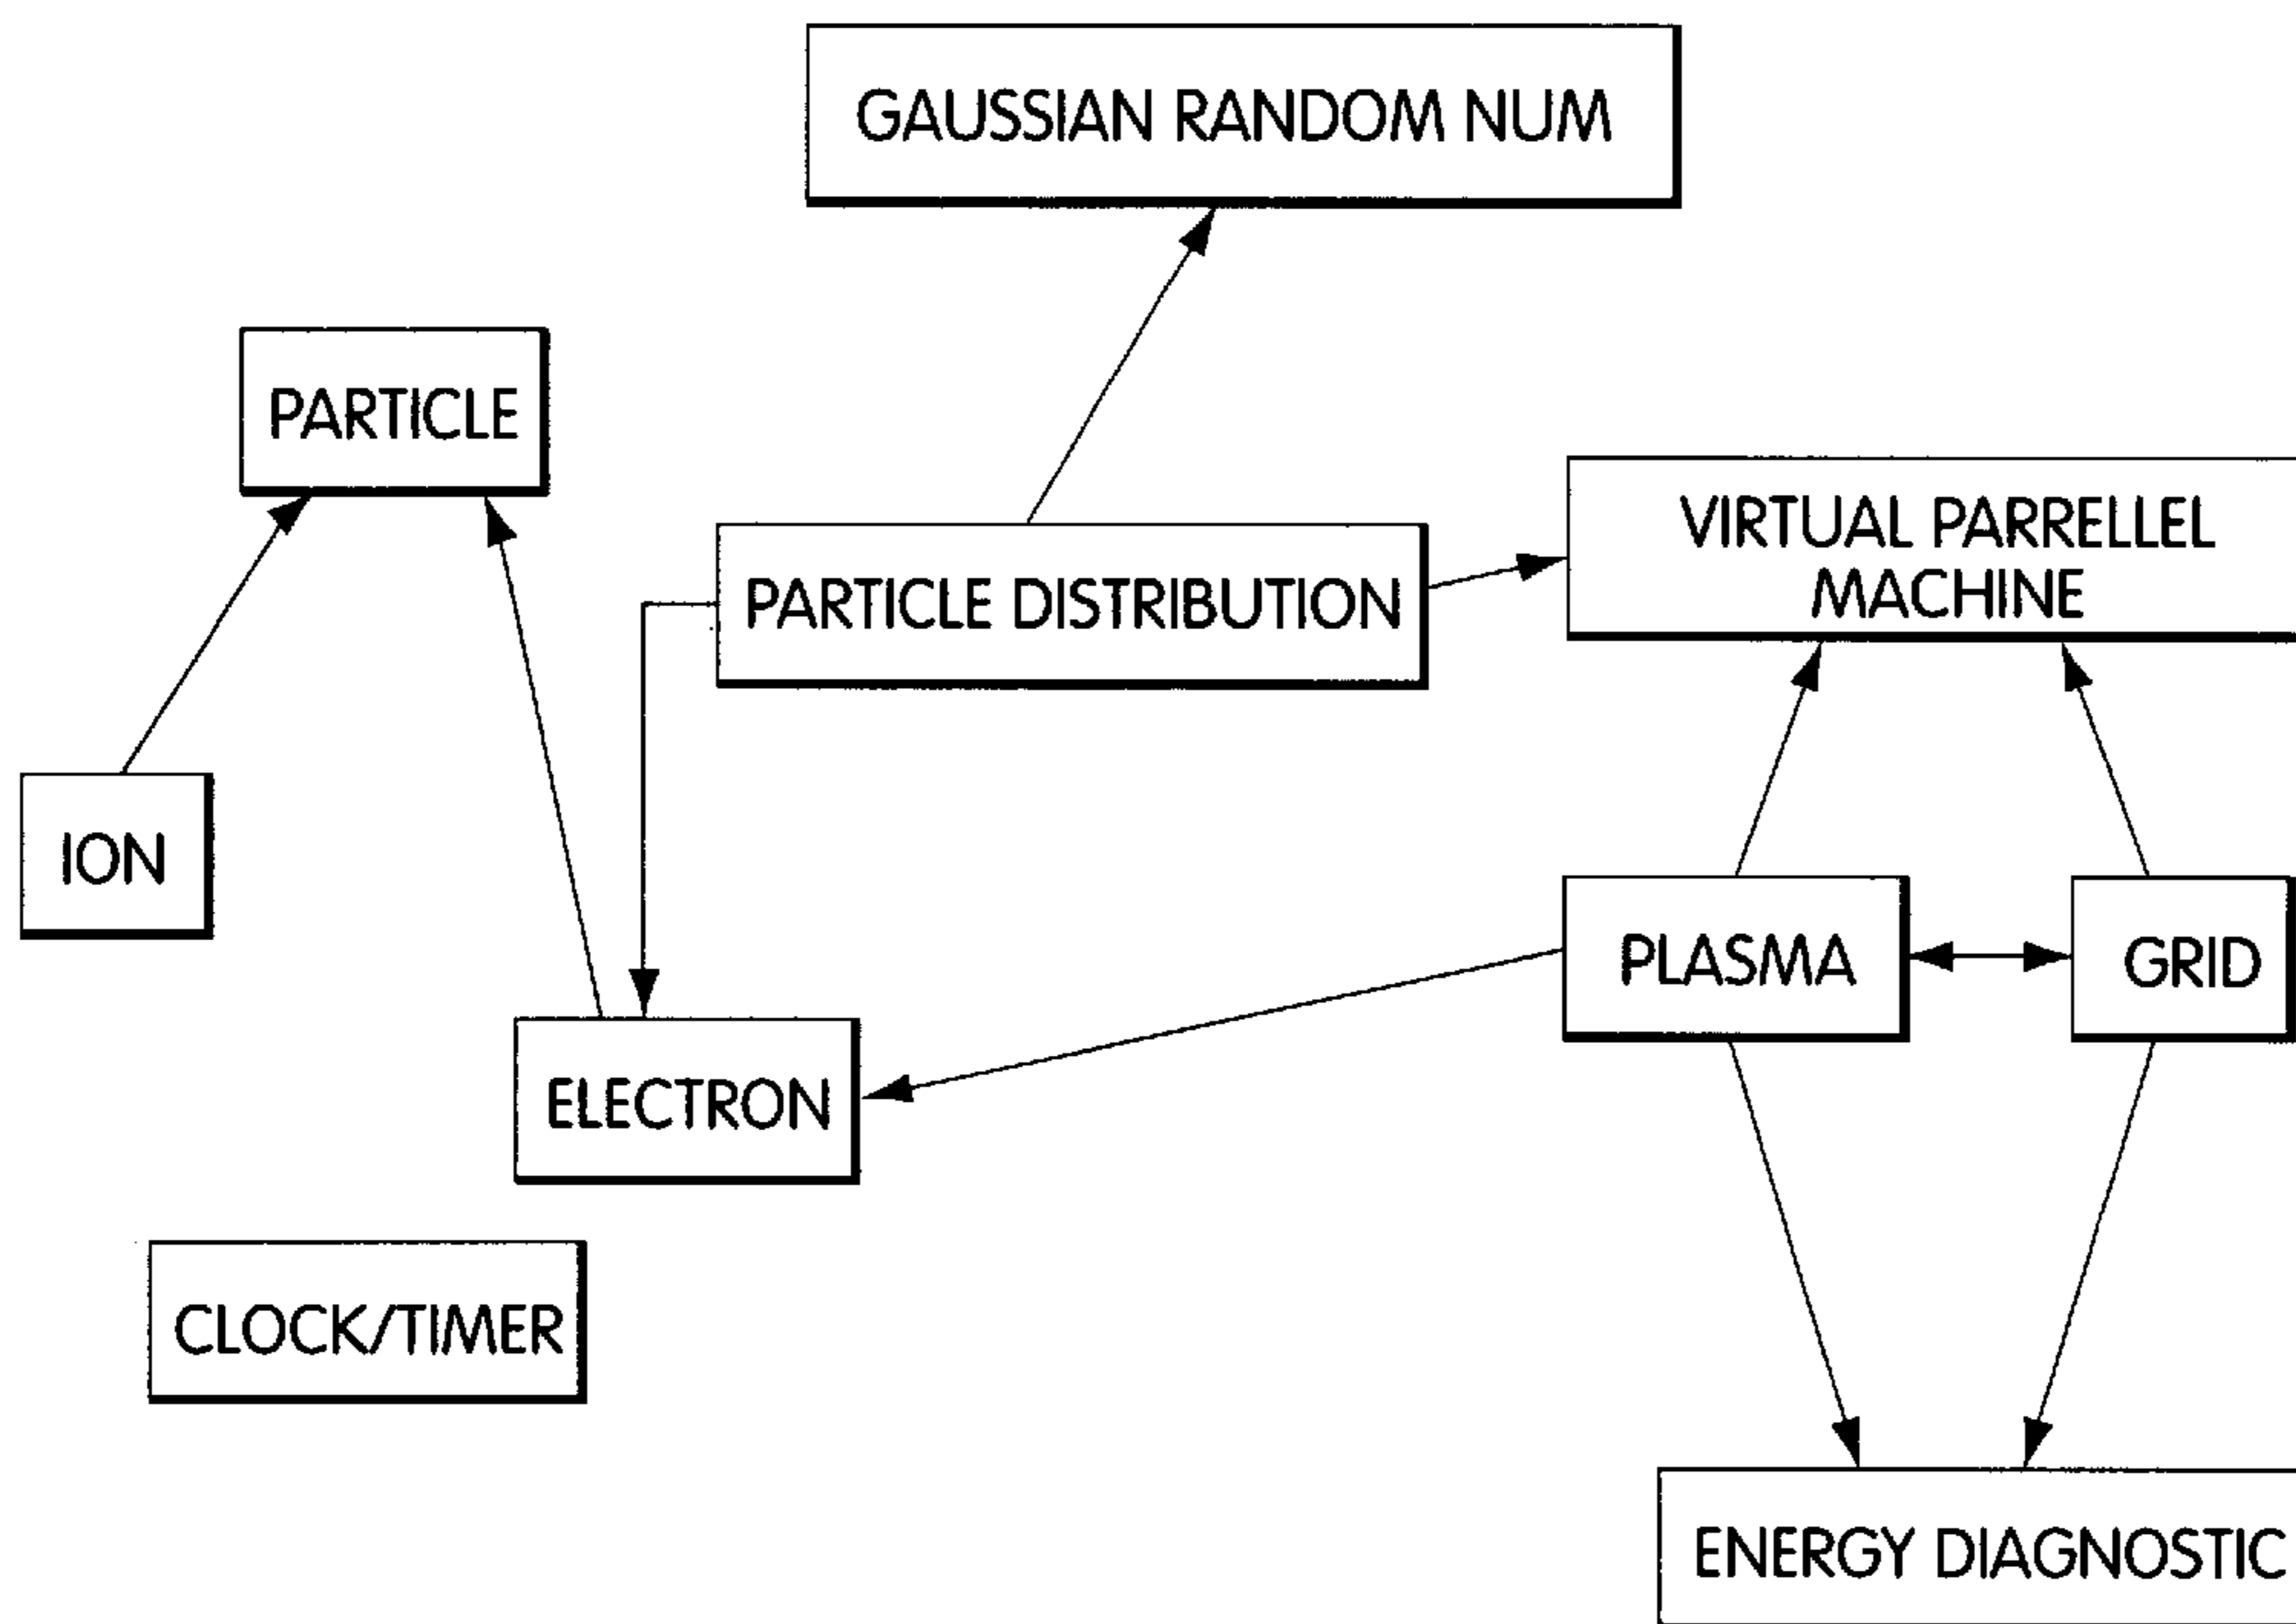 GAUSSIAN RANDOM NUM
PARTICLE
VIRTUAL PARRELLEL
MACHINE
PARTICLE DISTRIBUTION
ION
PLASMA
GRID
ELECTRON
CLOCK/TIMER
ENERGY DIAGNOSTIC